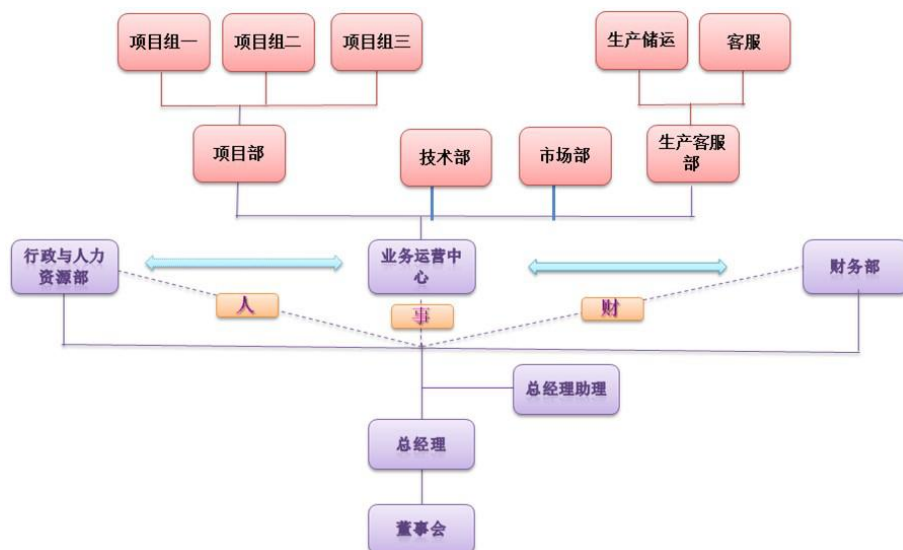 项目组一
项目组二
项目组三
生产储运
客服
项目部
技术部
市场部
生产客服
部
行政与人力
资源部
业务运营中
心
财务部
人
事
财
总经理助理
总经理
董事会